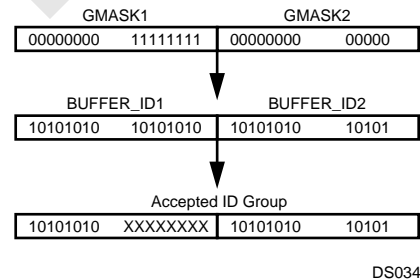 GMASK1 GMASK2
00000000 11111111 00000000 00000
BUFFER_ID1 BUFFER_ID2
10101010 10101010 10101010 10101
Accepted ID Group
10101010 XXXXXXXX 10101010 10101
DS034